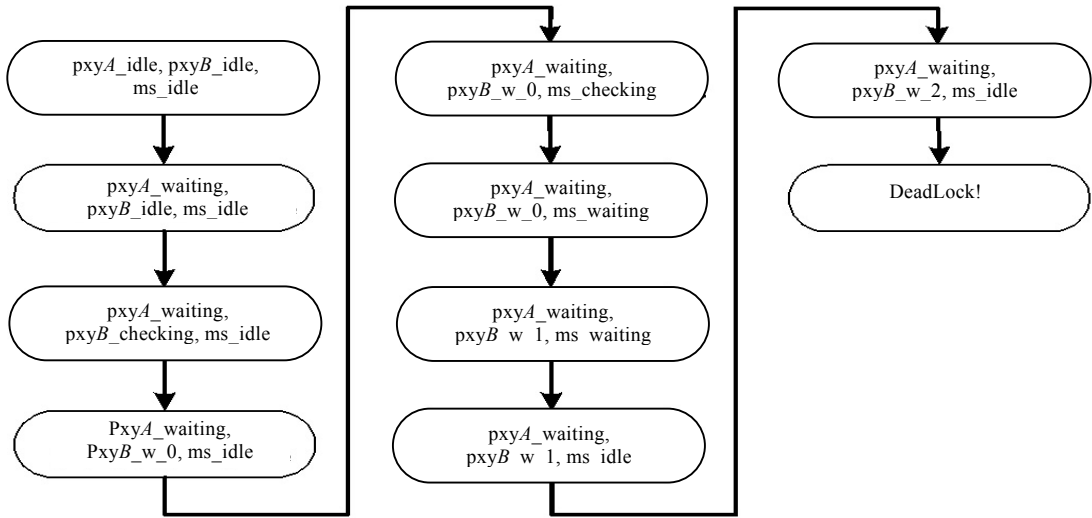 pxyA_idle, pxyB_idle,
ms_idle
pxyA_waiting,
pxyB_idle, ms_idle
pxyA_waiting,
pxyB_checking, ms_idle
PxyA_waiting,
PxyB_w_0, ms_idle
pxyA_waiting,
pxyB_w_0, ms_checking
pxyA_waiting,
pxyB_w_0, ms_waiting
pxyA_waiting,
pxyB w 1, ms waiting
pxyA_waiting,
pxyB w 1, ms idle
pxyA_waiting,
pxyB_w_2, ms_idle
DeadLock!